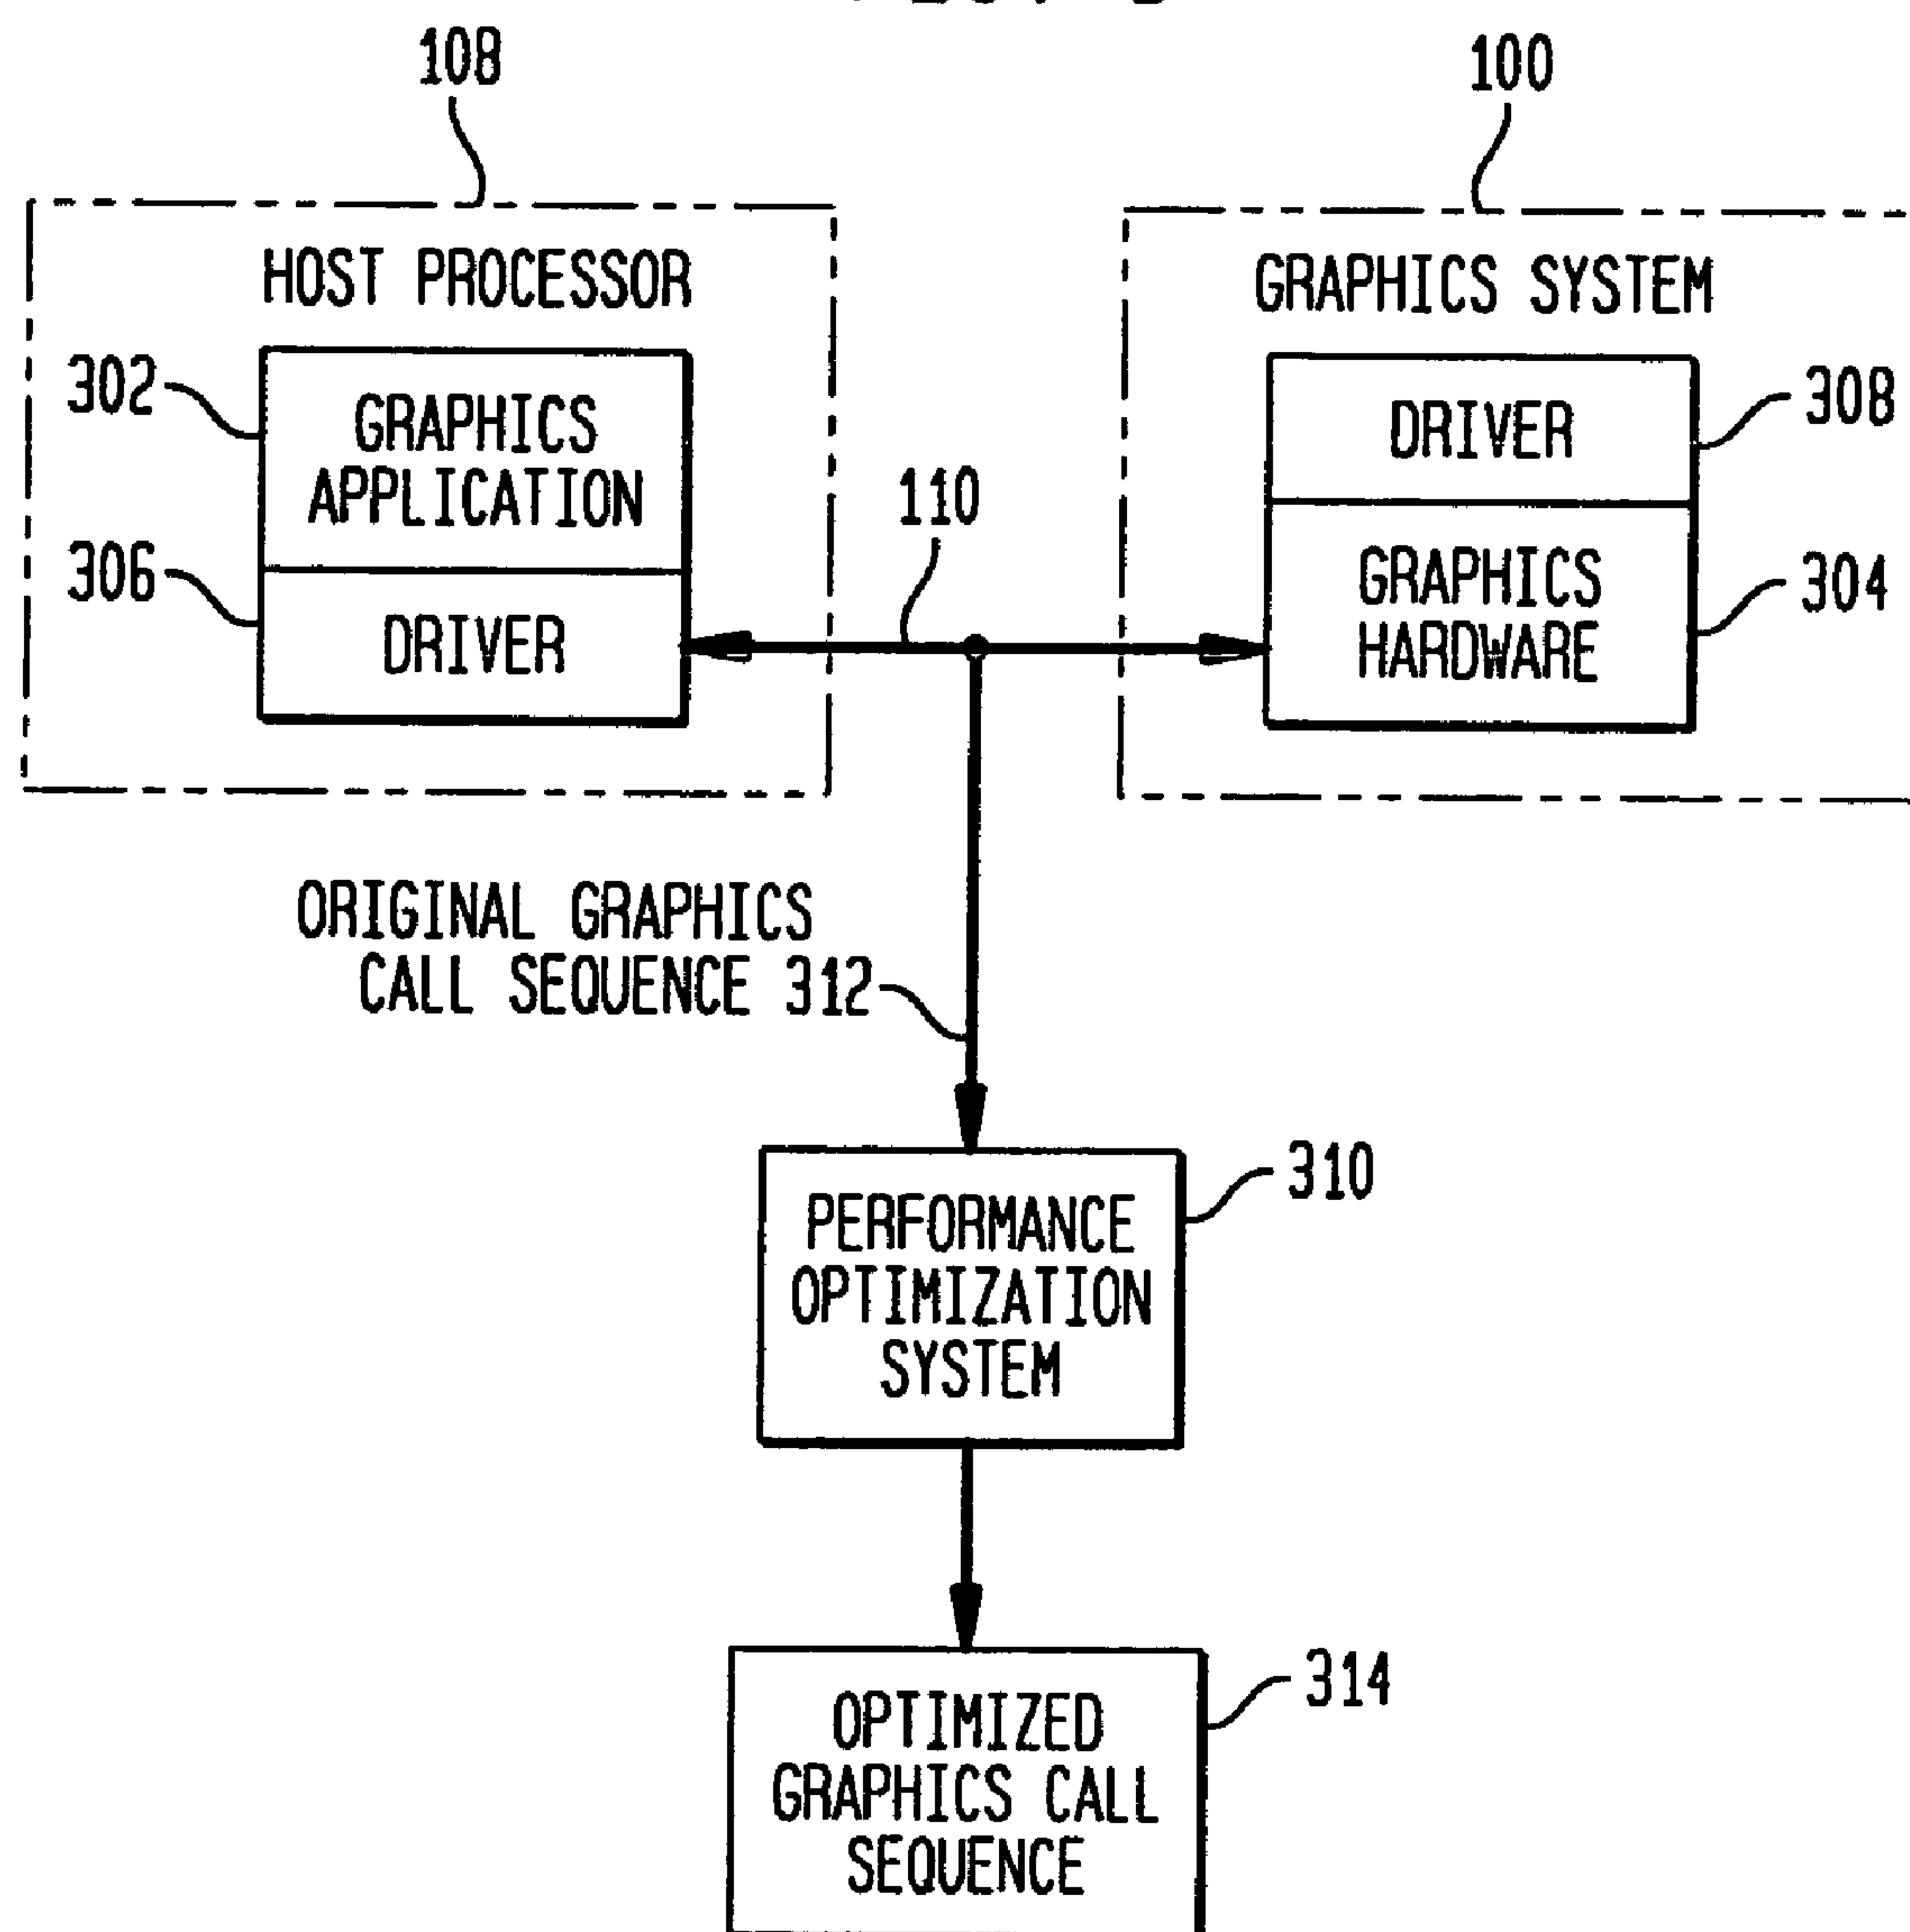 108
100
HOST PROCESSOR
GRAPHICS SYSTEM
302
GRAPHICS
APPLICATION
306
DRIVER
110
DRIVER
308
GRAPHICS
HARDWARE
304
ORIGINAL GRAPHICS
CALL SEQUENCE 312
PERFORMANCE
OPTIMIZATION
SYSTEM
310
OPTIMIZED
GRAPHICS CALL
SEQUENCE
314